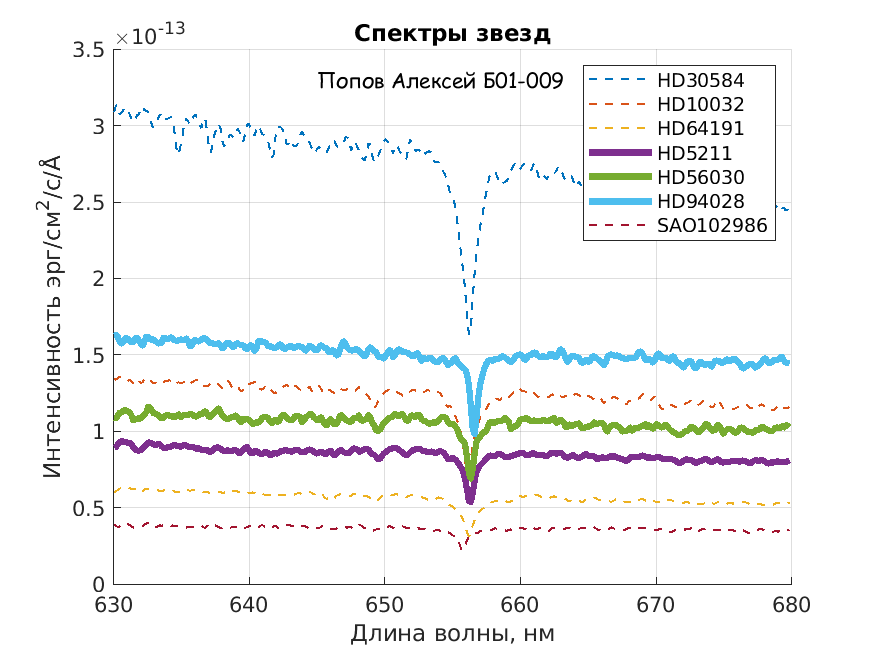 Спектры звезд
×10-13
Попов Алексей Б01-009
HD30584
HD10032
HD64191
HD5211
HD56030
HD94028
SAO102986
3.5
3
2.5
2
1.5
1
0.5
0
Интенсивность эрг/см2/с/Å
630 640 650 660 670 680
Длина волны, нм